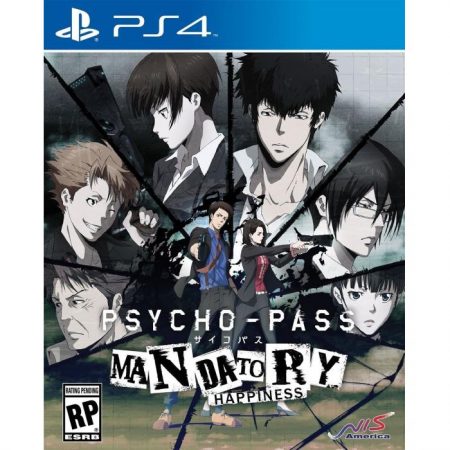 PS4
PSYCHO-PASS
サイコパス
MANDATORY
HAPPINESS
RATING PENDING
RP
ESRB
NIS
America